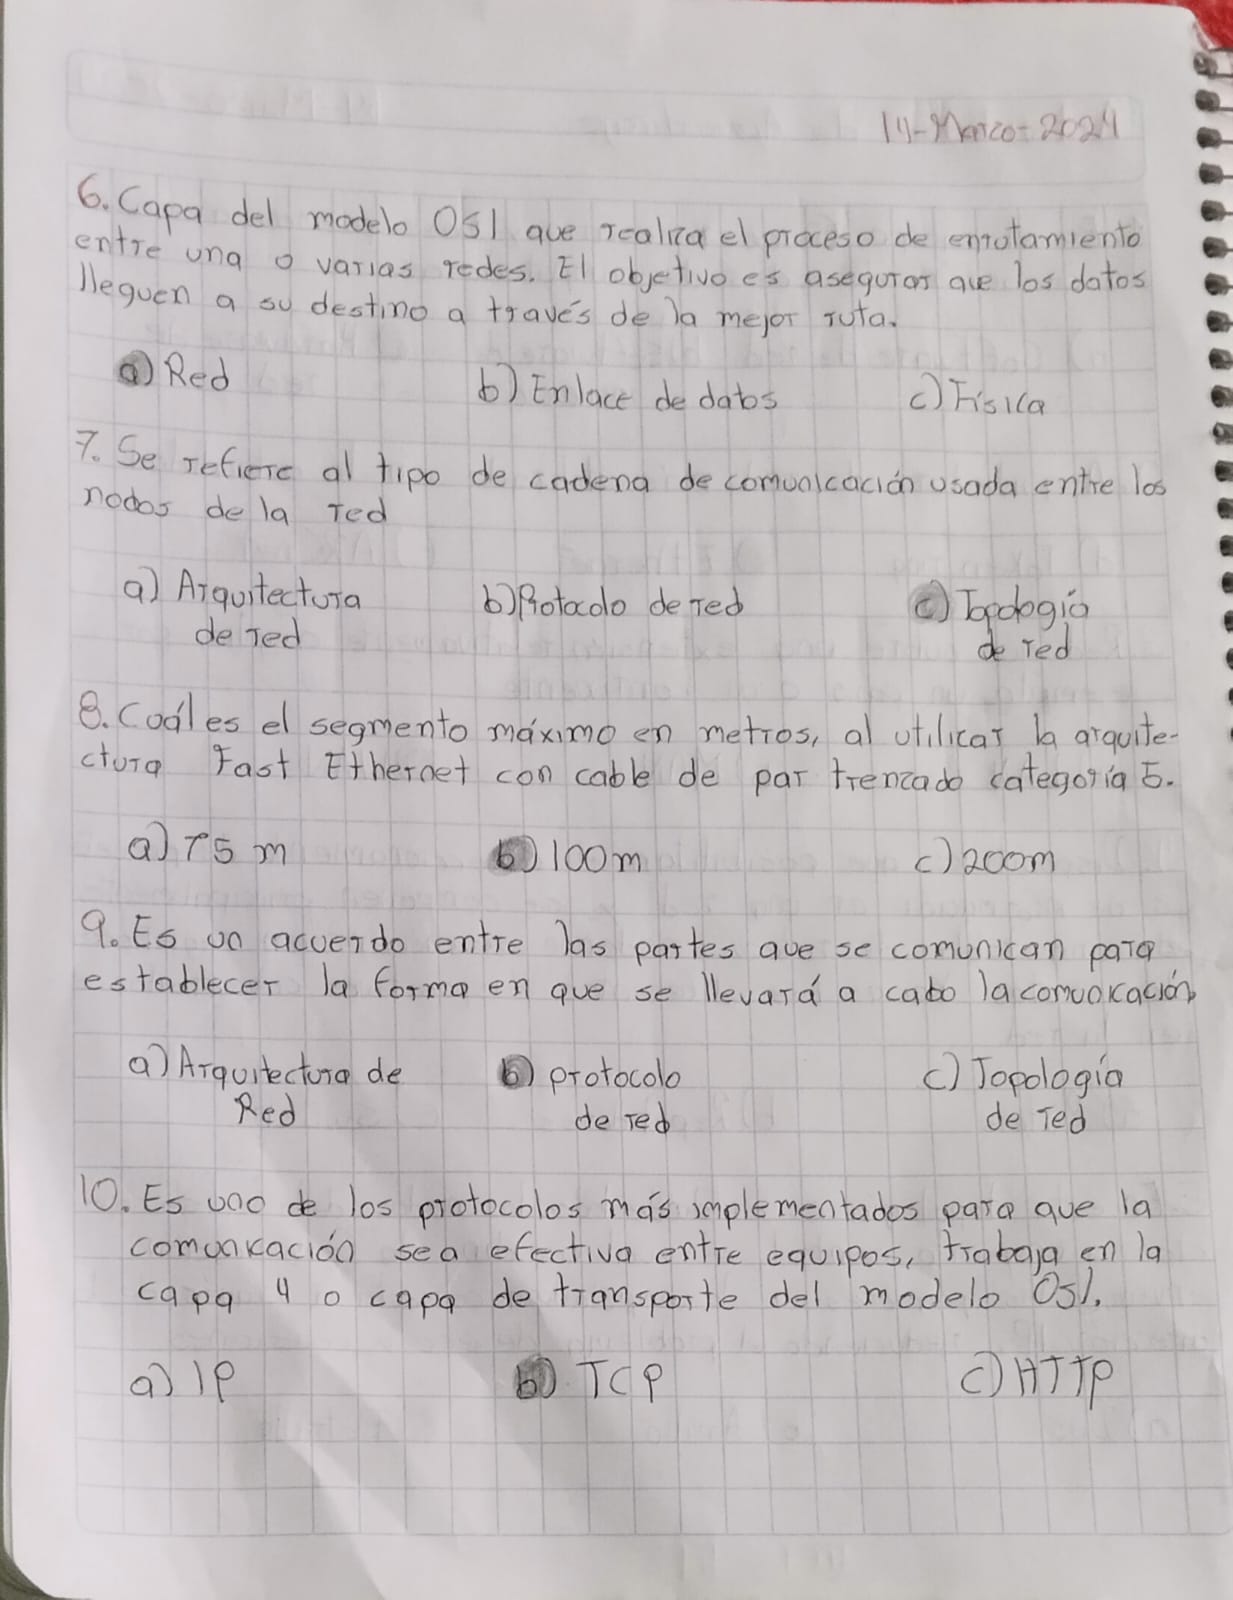 14-Marzo-2024
6. Capa del modelo OSI que realiza el proceso de enrutamiento
entre una o varias redes. El objetivo es asegurar que los datos
lleguen a su destino a través de la mejor ruta.
a) Red b) Enlace de datos c) Física
7. Se refiere al tipo de cadena de comunicación usada entre los
nodos de la red
a) Arquitectura b) Protocolo de red c) Topología
de red de red
8. Cuál es el segmento máximo en metros, al utilizar la arquite-
ctura Fast Ethernet con cable de par trenzado categoría 5.
a) 75 m b) 100m c) 200m
9. Es un acuerdo entre las partes que se comunican para
establecer la forma en que se llevará a cabo la comunicación
a) Arquitectura de b) protocolo c) Topología
Red de red de red
10. Es uno de los protocolos más implementados para que la
comunicación sea efectiva entre equipos, trabaja en la
capa 4 o capa de transporte del modelo OSI.
a) IP b) TCP c) HTTP